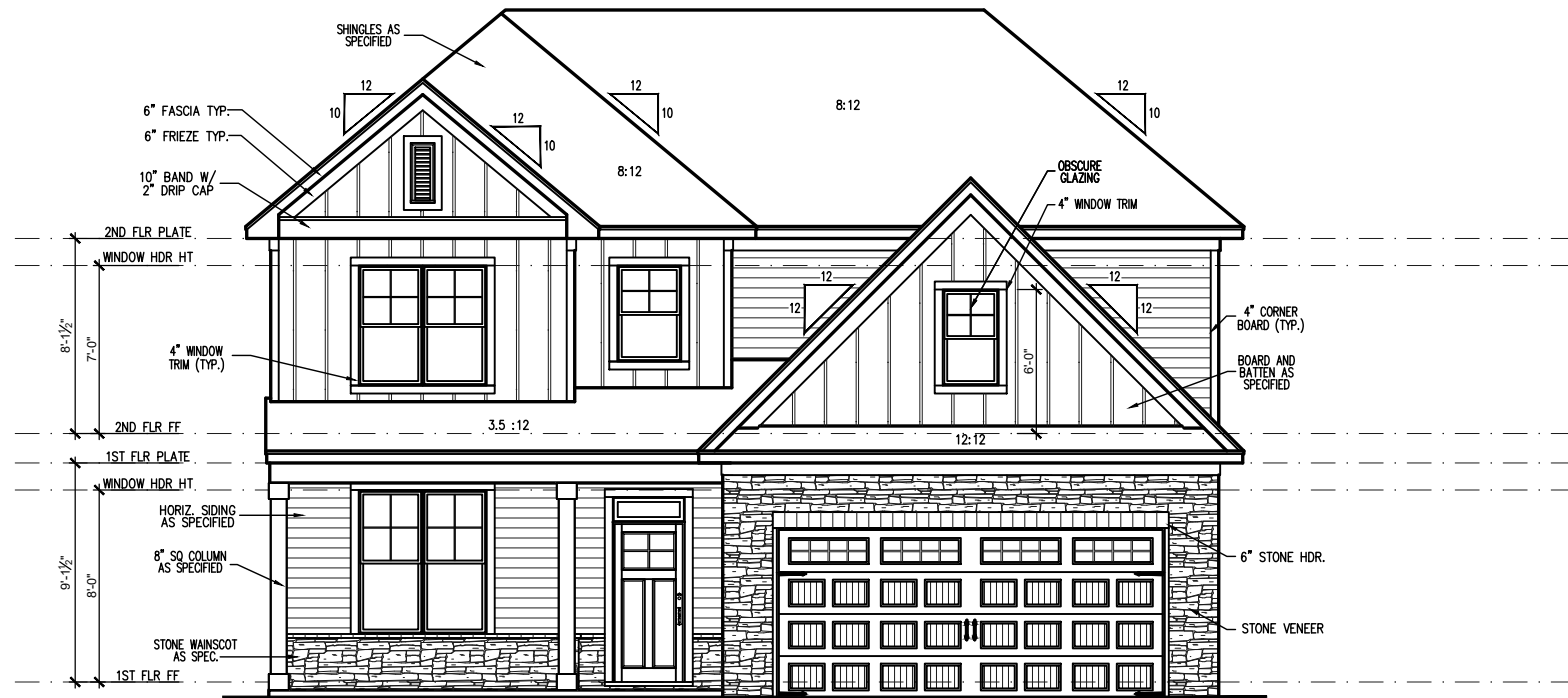 SHINGLES AS
SPECIFIED
12
10
12
10
12
10
12
10
8:12
8:12
6" FASCIA TYP.
6" FRIEZE TYP.
10" BAND W/
2" DRIP CAP
OBSCURE
GLAZING
4" WINDOW TRIM
2ND FLR PLATE
WINDOW HDR HT
8'-1½"
7'-0"
4" WINDOW
TRIM (TYP.)
12
12
12
12
6'-0"
4" CORNER
BOARD (TYP.)
BOARD AND
BATTEN AS
SPECIFIED
2ND FLR FF
3.5 :12
12:12
1ST FLR PLATE
WINDOW HDR HT
9'-1½"
8'-0"
HORIZ. SIDING
AS SPECIFIED
8" SQ COLUMN
AS SPECIFIED
6" STONE HDR.
STONE VENEER
STONE WAINSCOT
AS SPEC.
1ST FLR FF